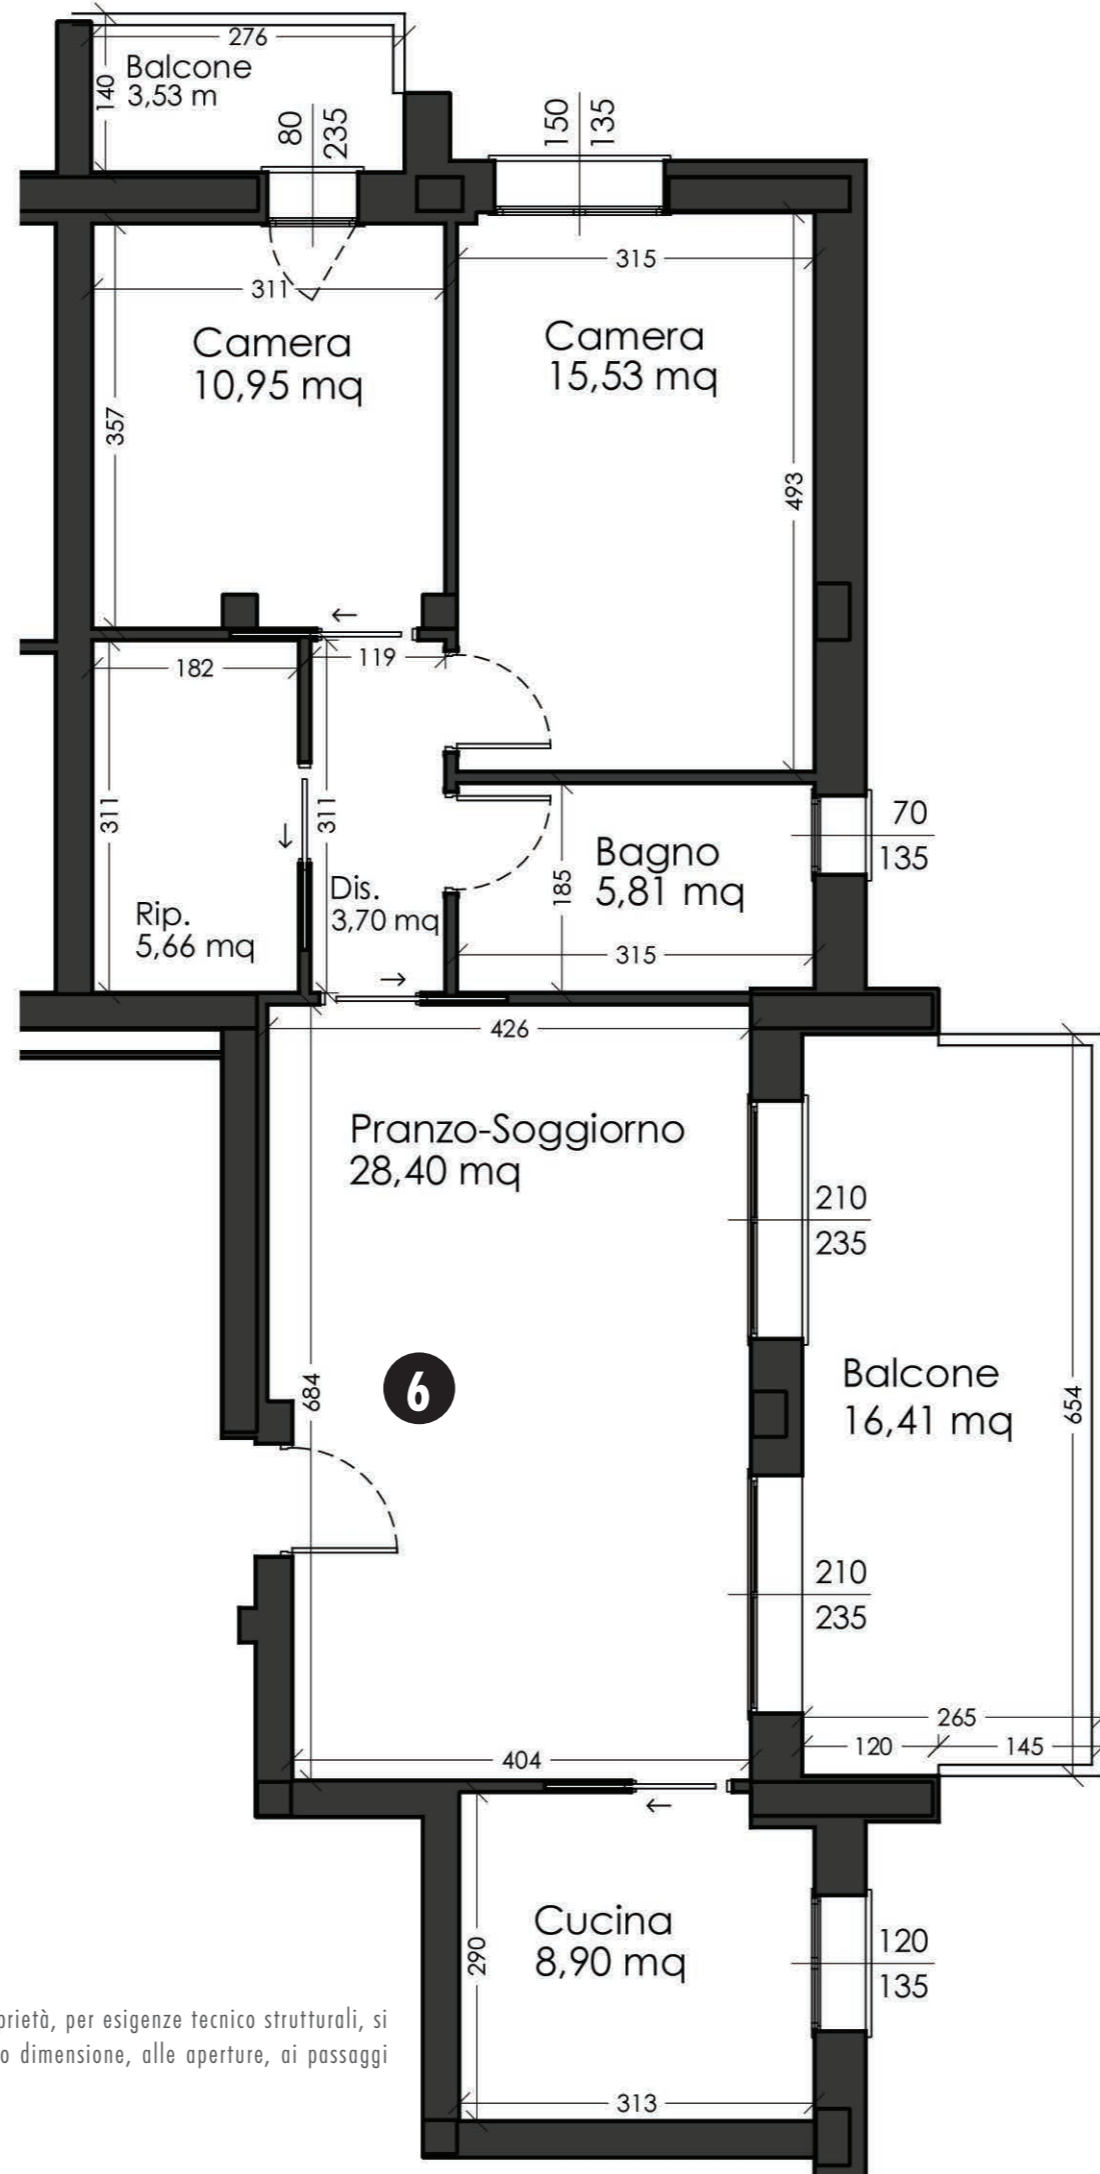 276
Balcone
3,53 m
140
80
235
150
135
311
315
Camera
10,95 mq
Camera
15,53 mq
357
493
182
119
311
311
Rip.
5,66 mq
Dis.
3,70 mq
Bagno
5,81 mq
185
315
70
135
426
Pranzo-Soggiorno
28,40 mq
210
235
684
6
Balcone
16,41 mq
654
210
235
265
120
145
404
Cucina
8,90 mq
290
120
135
313
prietà, per esigenze tecnico strutturali, si
o dimensione, alle aperture, ai passaggi